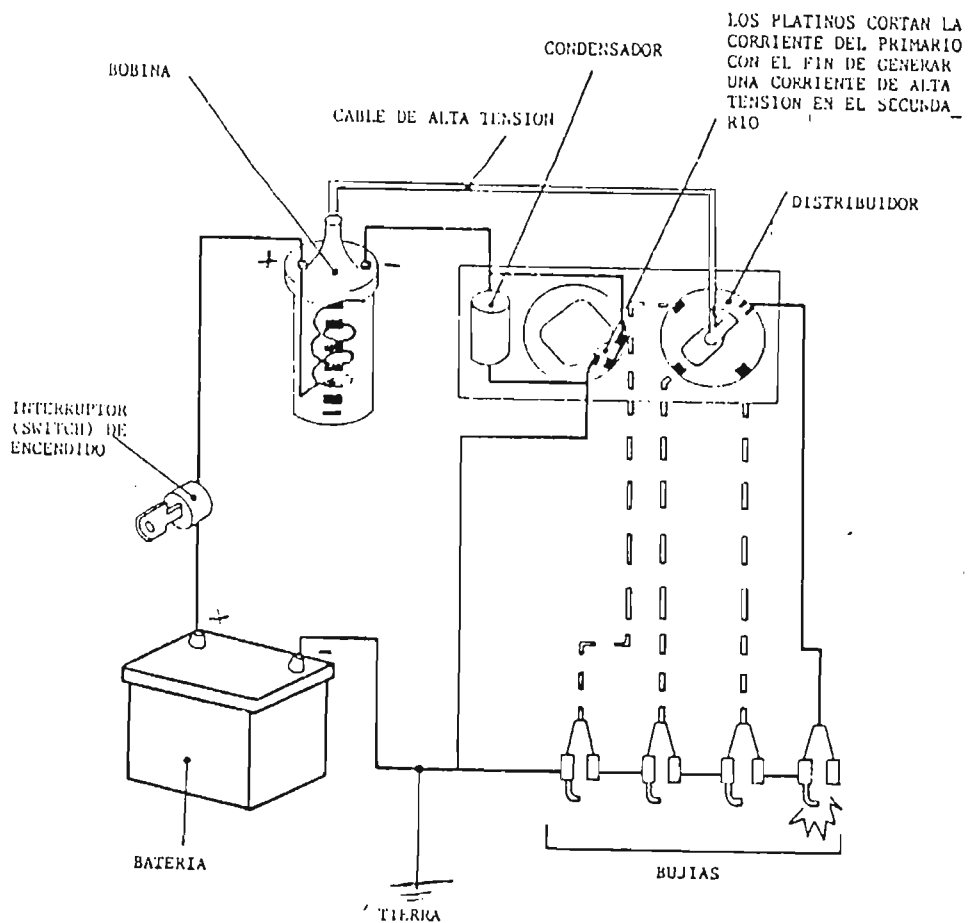 LOS PLATINOS CORTAN LA
CORRIENTE DEL PRIMARIO
CON EL FIN DE GENERAR
UNA CORRIENTE DE ALTA
TENSION EN EL SECUNDA_
RIO
CONDENSADOR
BOBINA
CABLE DE ALTA TENSION
DISTRIBUIDOR
+
-
INTERRUPTOR
(SWITCH) DE
ENCENDIDO
+
-
BATERIA
BUJIAS
TIERRA